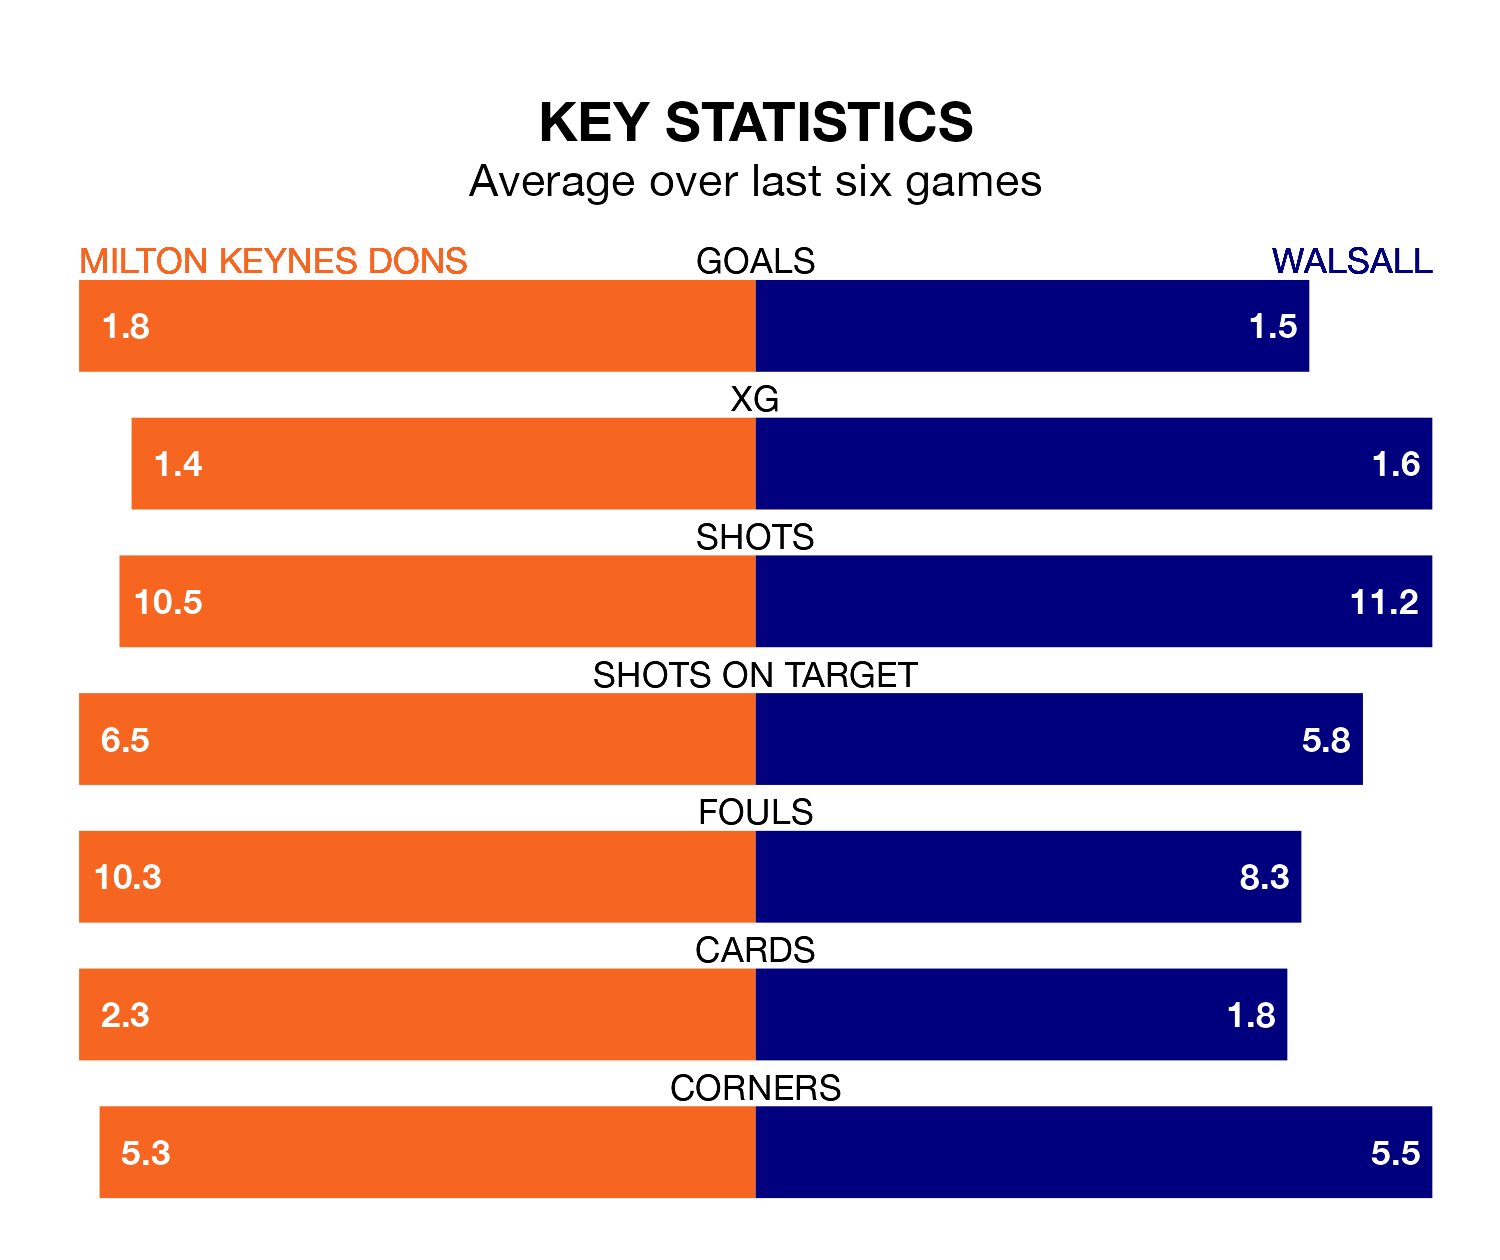 KEY STATISTICS
Average over last six games
MILTON KEYNES DONS GOALS WALSALL
1.8 1.5
XG
1.4 1.6
SHOTS
10.5 11.2
SHOTS ON TARGET
6.5 5.8
FOULS
10.3 8.3
CARDS
2.3 1.8
CORNERS
5.3 5.5